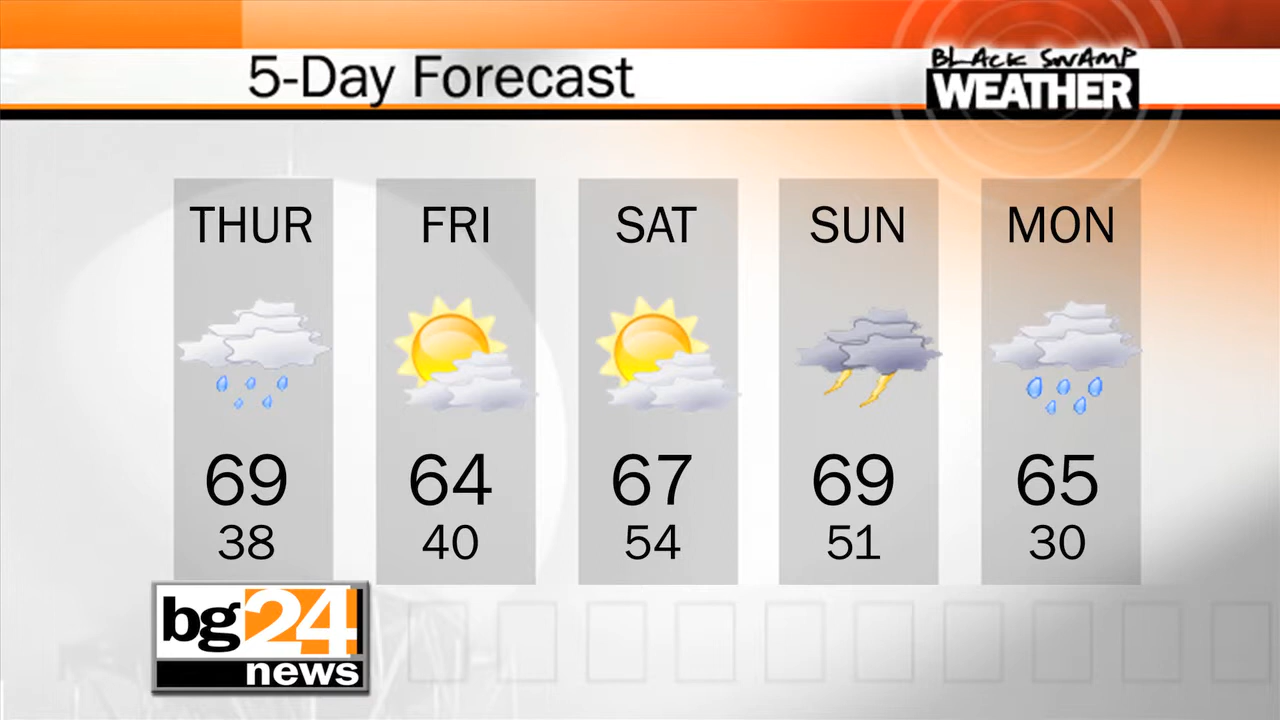 5-Day Forecast
BLACK SWAMP
WEATHER
THUR FRI SAT SUN MON
69 64 67 69 65
38 40 54 51 30
bg24
news